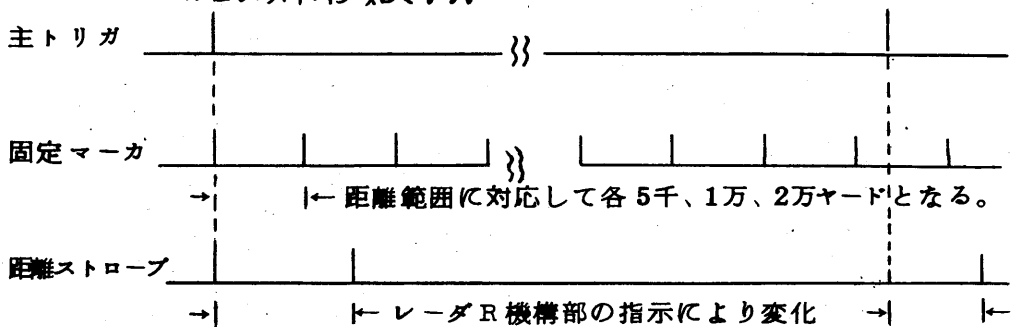 主トリガ
固定マーカ
距離範囲に対応して各5千、1万、2万ヤードとなる。
距離ストローブ
レーダR機構部の指示により変化